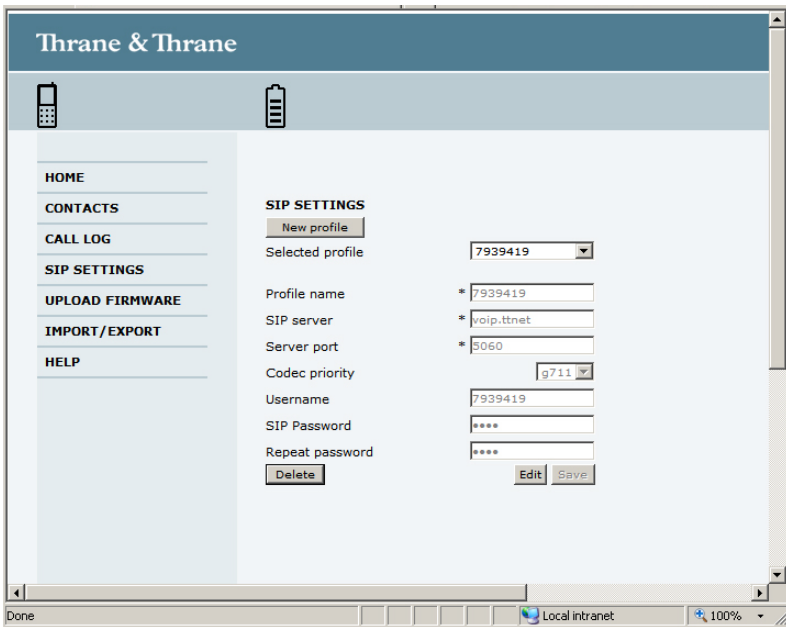 Thrane & Thrane
HOME
CONTACTS
CALL LOG
SIP SETTINGS
UPLOAD FIRMWARE
IMPORT/EXPORT
HELP
SIP SETTINGS
New profile
Selected profile 7939419
Profile name * 7939419
SIP server * voip.ttnet
Server port * 5060
Codec priority g711
Username 7939419
SIP Password ••••
Repeat password ••••
Delete Edit Save
Done Local intranet 100%